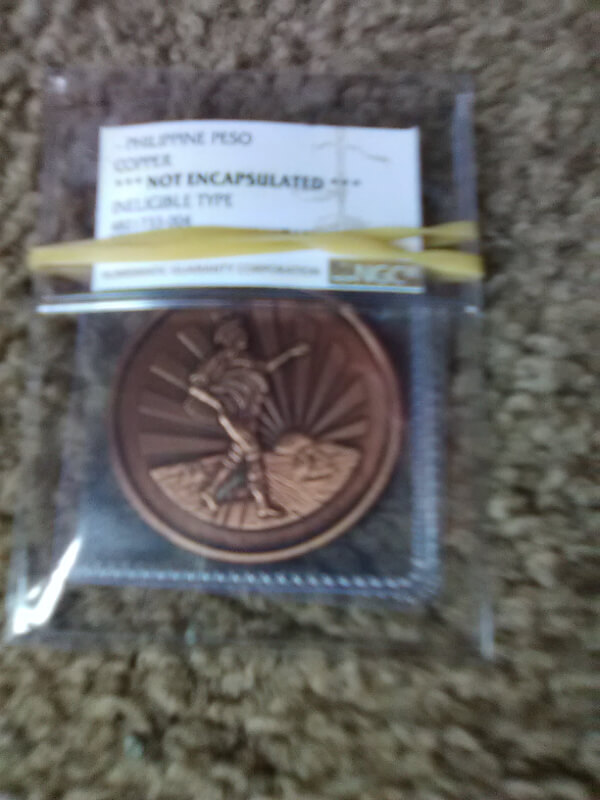 ~ PHILIPPINE PESO
COPPER
*** NOT ENCAPSULATED ***
INELIGIBLE TYPE
NUMISMATIC GUARANTY CORPORATION NGC